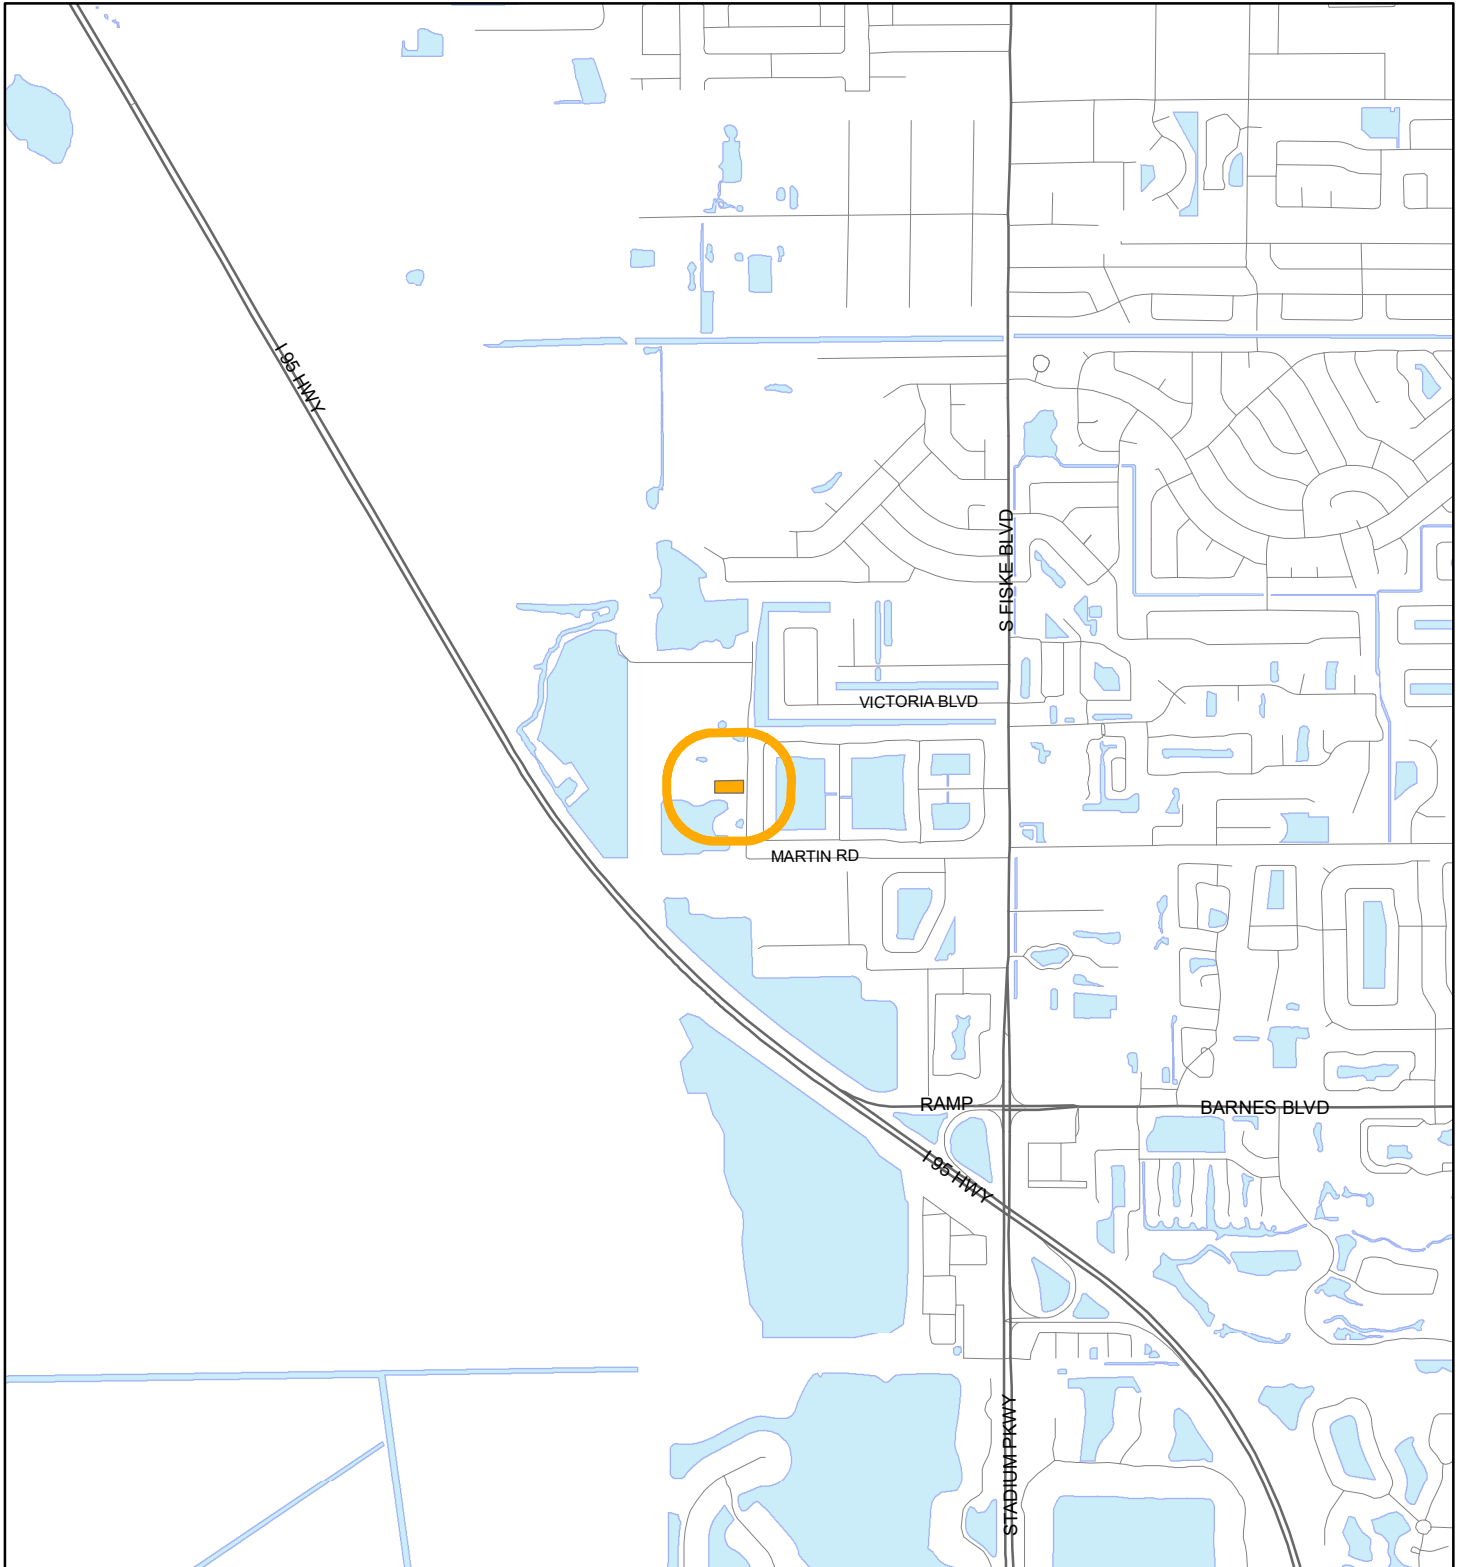 I 95 HWY
S FISKE BLVD
VICTORIA BLVD
MARTIN RD
RAMP
BARNES BLVD
I 95 HWY
STADIUM PKWY